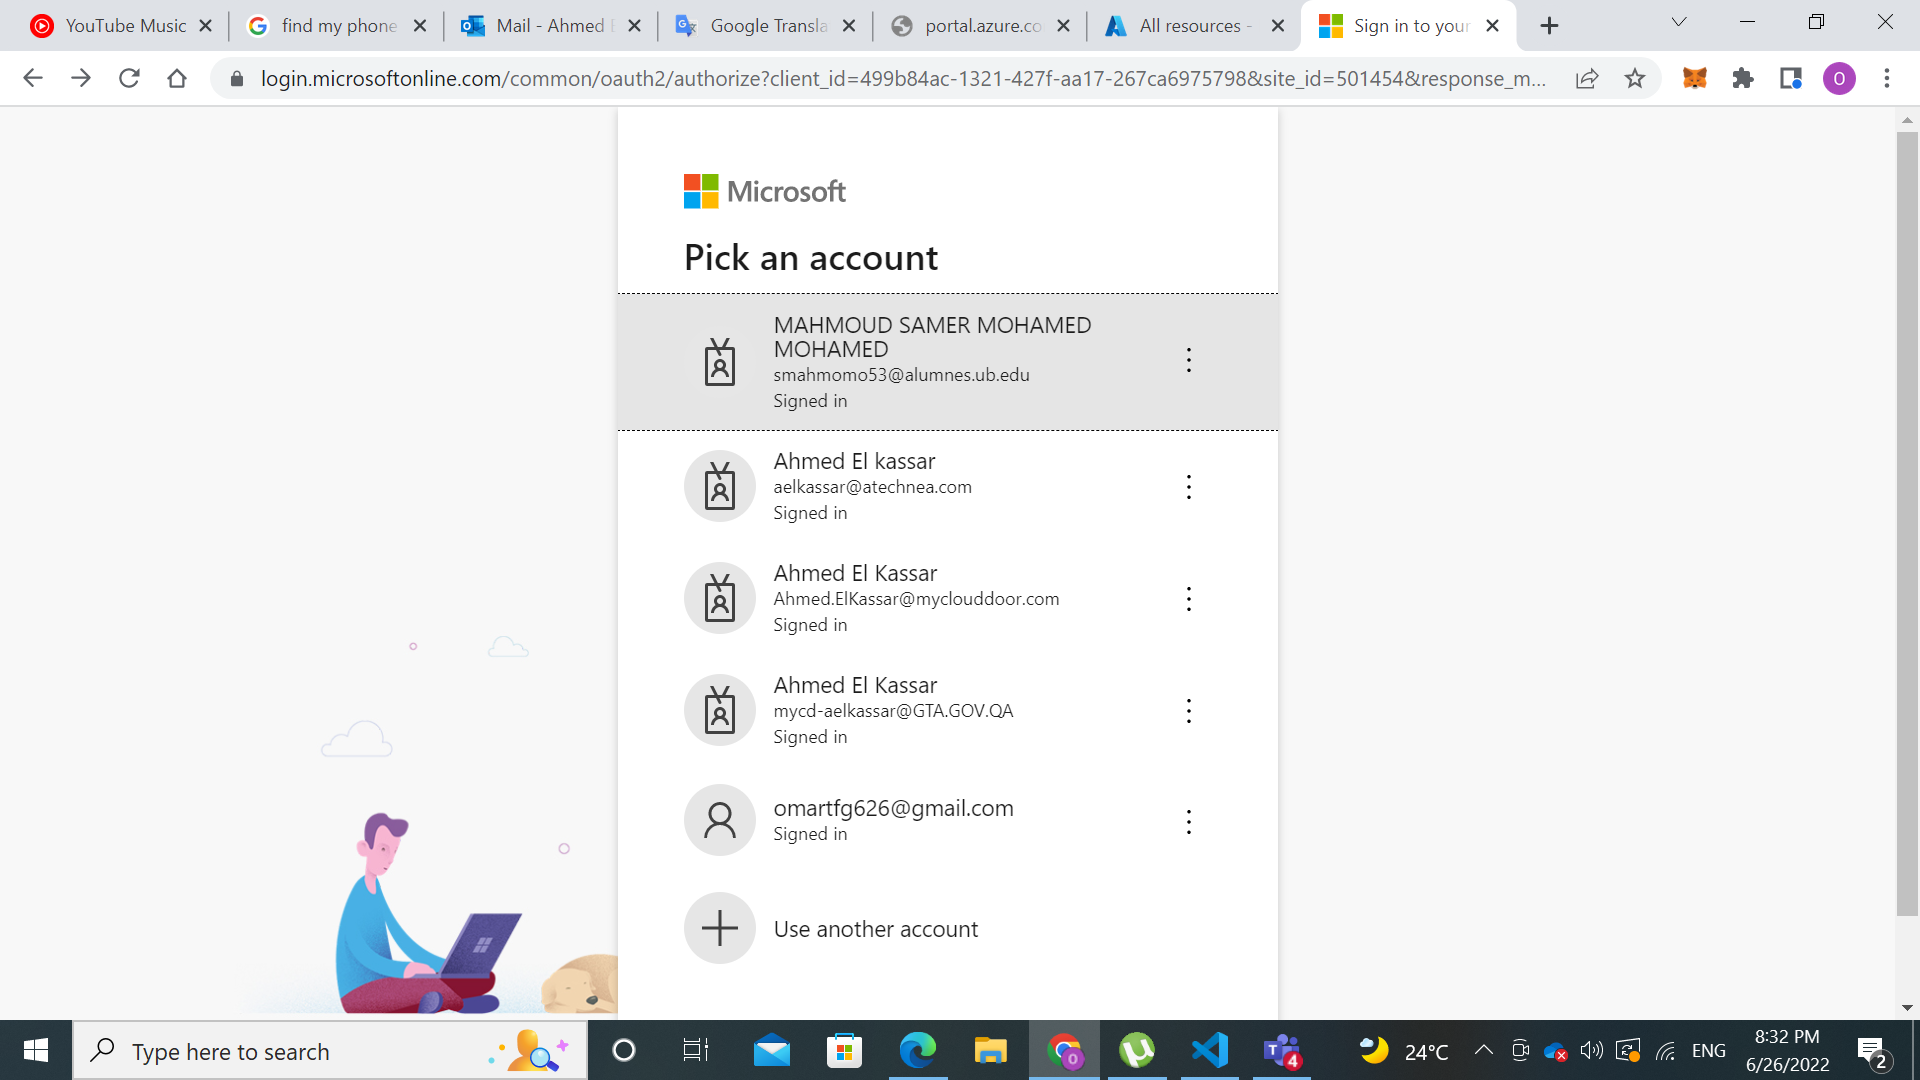 YouTube Music
find my phone
Mail - Ahmed E
Google Transla
portal.azure.co
All resources -
Sign in to your
login.microsoftonline.com/common/oauth2/authorize?client_id=499b84ac-1321-427f-aa17-267ca6975798&site_id=501454&response_m...
O
Microsoft
Pick an account
MAHMOUD SAMER MOHAMED
MOHAMED
smahmomo53@alumnes.ub.edu
Signed in
Ahmed El kassar
aelkassar@atechnea.com
Signed in
Ahmed El Kassar
Ahmed.ElKassar@myclouddoor.com
Signed in
Ahmed El Kassar
mycd-aelkassar@GTA.GOV.QA
Signed in
omartfg626@gmail.com
Signed in
Use another account
Type here to search
O
4
24°C
ENG
8:32 PM
6/26/2022
2